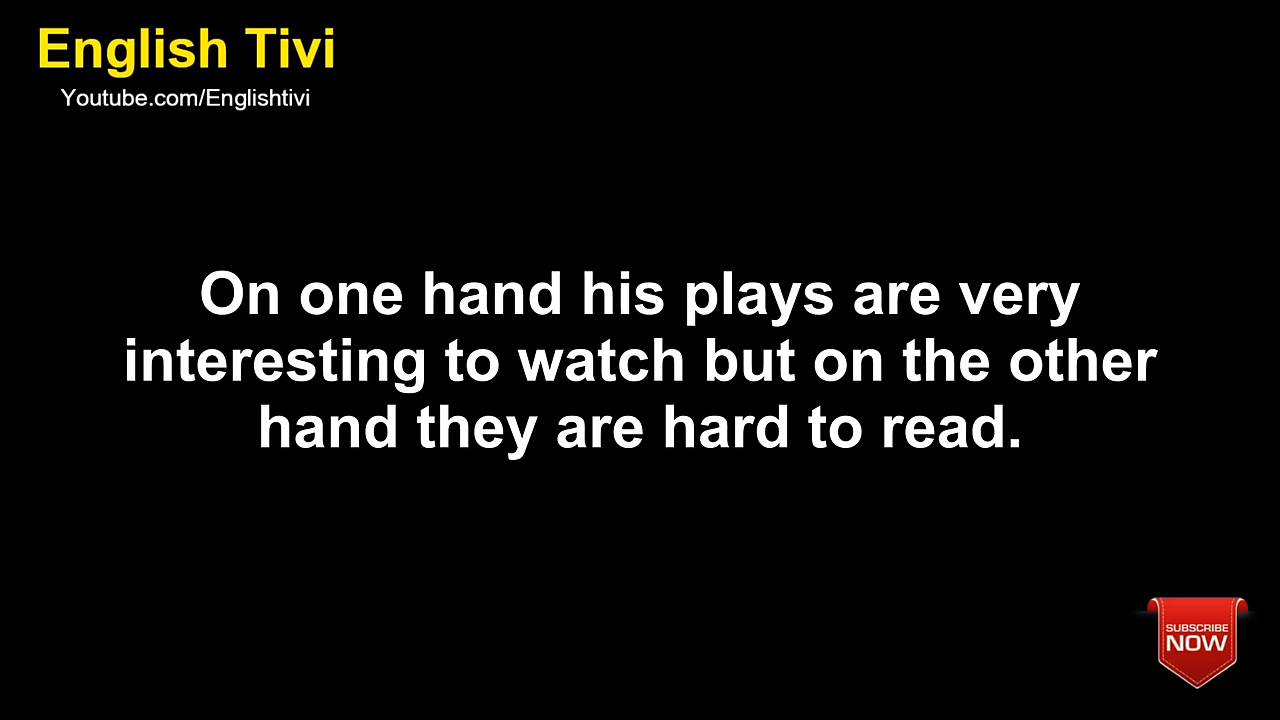 English Tivi
Youtube.com/Englishtivi
On one hand his plays are very
interesting to watch but on the other
hand they are hard to read.
SUBSCRIBE
NOW